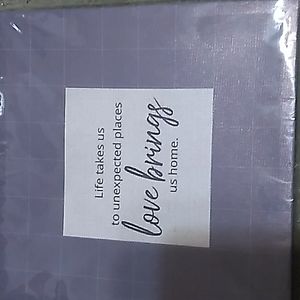 Life takes us
to unexpected places
love brings
us home.